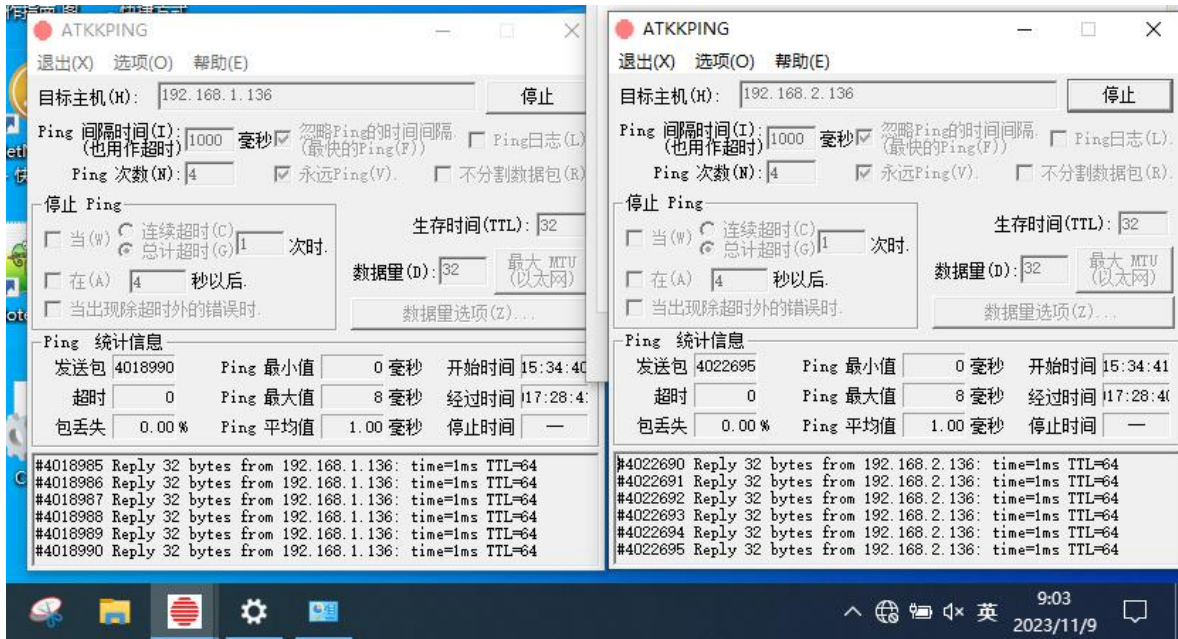 ATKKPING
退出(X) 选项(O) 帮助(E)
目标主机(H): 192.168.1.136 停止
Ping 间隔时间(I): 1000 毫秒 忽略Ping的时间间隔. Ping日志(L)
(也用作超时) (最快的Ping(F))
Ping 次数(N): 4 永远Ping(V). 不分割数据包(R)
停止 Ping
当(W) 连续超时(C) 生存时间(TTL): 32
总计超时(G) 1 次时.
在(A) 4 秒以后. 数据量(D): 32 最大 MTU
(以太网)
当出现除超时外的错误时. 数据量选项(Z)...
Ping 统计信息
发送包 4018990 Ping 最小值 0 毫秒 开始时间 15:34:40
超时 0 Ping 最大值 8 毫秒 经过时间 17:28:4
包丢失 0.00 % Ping 平均值 1.00 毫秒 停止时间 —
#4018985 Reply 32 bytes from 192.168.1.136: time=1ms TTL=64
#4018986 Reply 32 bytes from 192.168.1.136: time=1ms TTL=64
#4018987 Reply 32 bytes from 192.168.1.136: time=1ms TTL=64
#4018988 Reply 32 bytes from 192.168.1.136: time=1ms TTL=64
#4018989 Reply 32 bytes from 192.168.1.136: time=1ms TTL=64
#4018990 Reply 32 bytes from 192.168.1.136: time=1ms TTL=64
ATKKPING
退出(X) 选项(O) 帮助(E)
目标主机(H): 192.168.2.136 停止
Ping 间隔时间(I): 1000 毫秒 忽略Ping的时间间隔. Ping日志(L).
(也用作超时) (最快的Ping(F))
Ping 次数(N): 4 永远Ping(V). 不分割数据包(R).
停止 Ping
当(W) 连续超时(C) 生存时间(TTL): 32
总计超时(G) 1 次时.
在(A) 4 秒以后. 数据量(D): 32 最大 MTU
(以太网)
当出现除超时外的错误时. 数据量选项(Z)...
Ping 统计信息
发送包 4022695 Ping 最小值 0 毫秒 开始时间 15:34:41
超时 0 Ping 最大值 8 毫秒 经过时间 17:28:40
包丢失 0.00 % Ping 平均值 1.00 毫秒 停止时间 —
#4022690 Reply 32 bytes from 192.168.2.136: time=1ms TTL=64
#4022691 Reply 32 bytes from 192.168.2.136: time=1ms TTL=64
#4022692 Reply 32 bytes from 192.168.2.136: time=1ms TTL=64
#4022693 Reply 32 bytes from 192.168.2.136: time=1ms TTL=64
#4022694 Reply 32 bytes from 192.168.2.136: time=1ms TTL=64
#4022695 Reply 32 bytes from 192.168.2.136: time=1ms TTL=64
英 9:03
2023/11/9